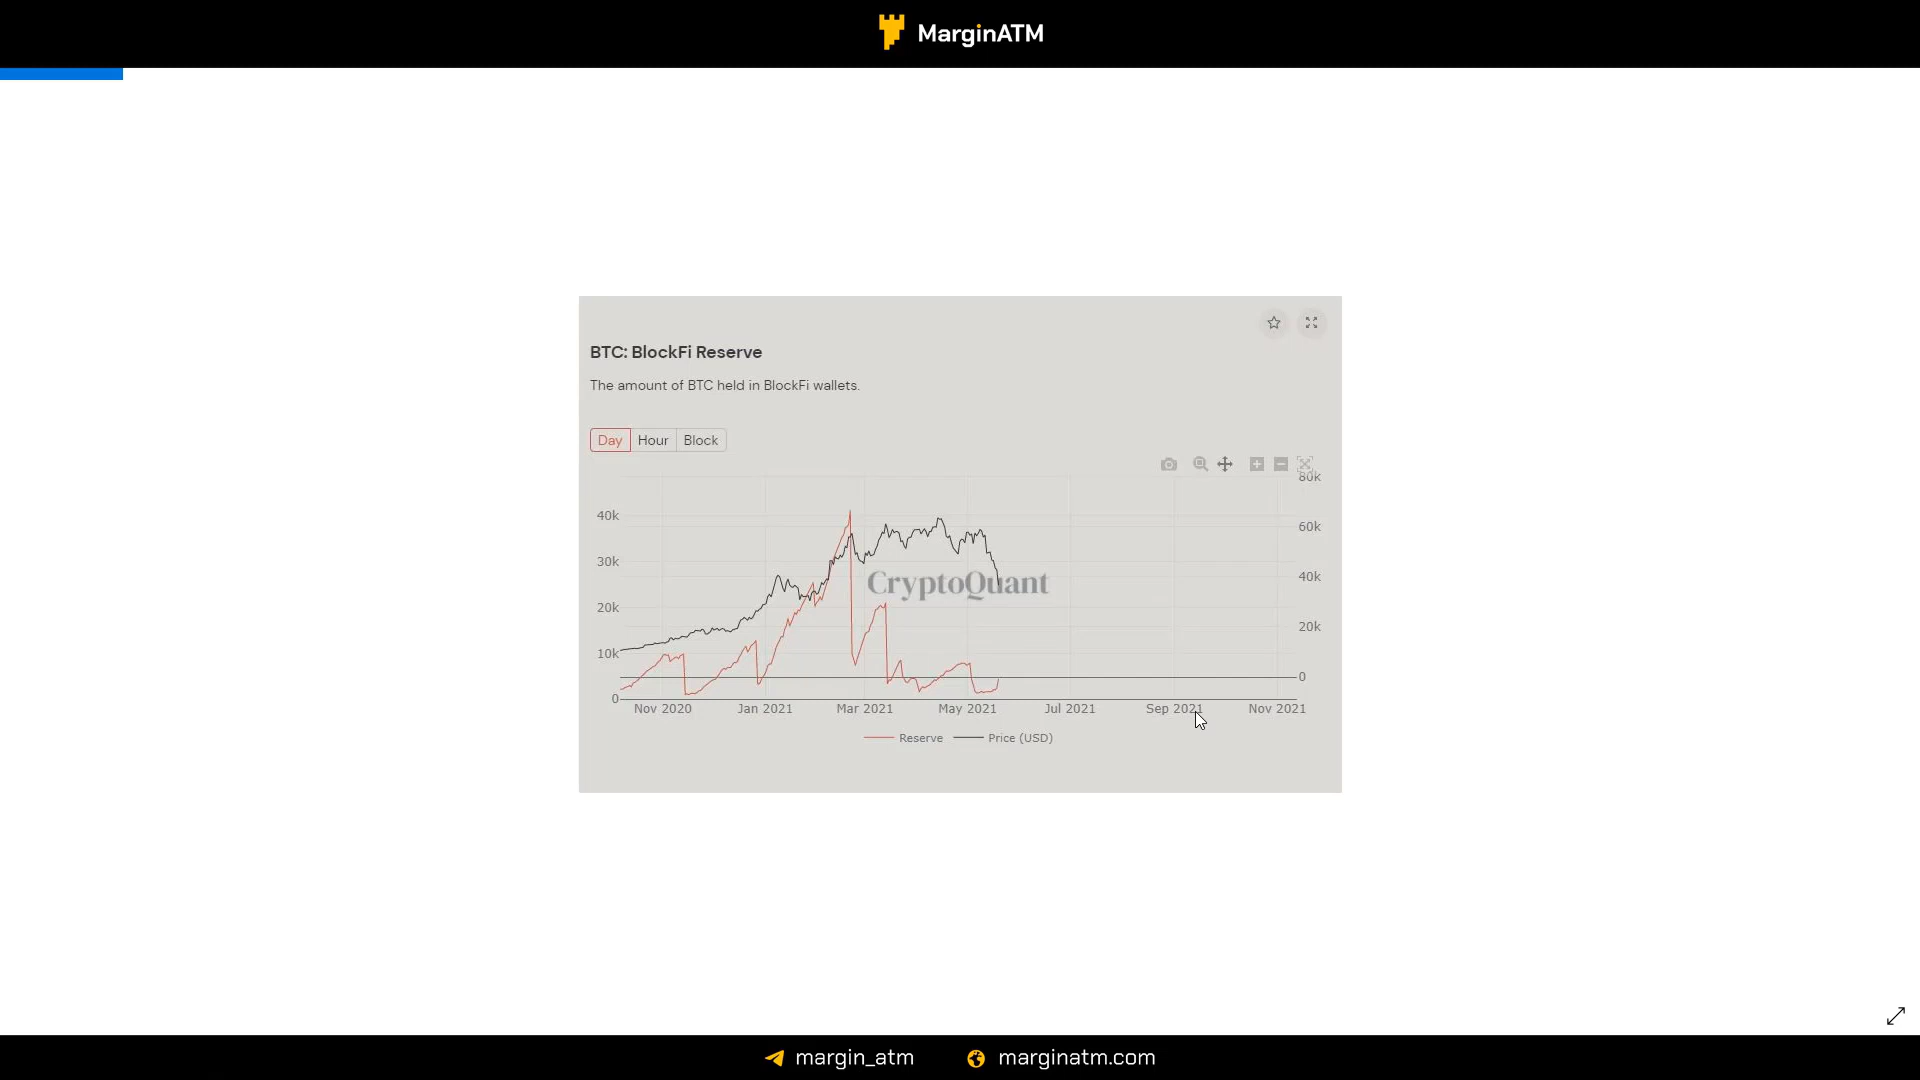 MarginATM
BTC: BlockFi Reserve
The amount of BTC held in BlockFi wallets.
Day Hour Block
80k
40k
60k
30k
40k
CryptoQuant
20k
20k
10k
0
0
Nov 2020 Jan 2021 Mar 2021 May 2021 Jul 2021 Sep 2021 Nov 2021
Reserve Price (USD)
margin_atm marginatm.com